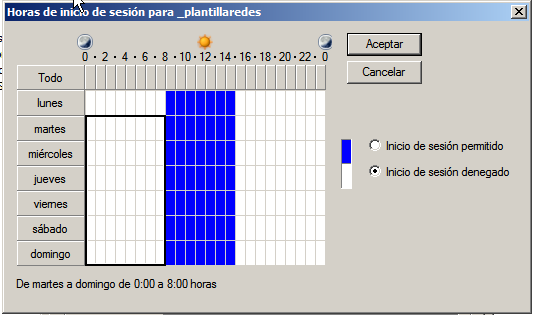 Horas de inicio de sesión para _plantillaredes
Aceptar
Cancelar
0 · 2 · 4 · 6 · 8 · 10 · 12 · 14 · 16 · 18 · 20 · 22 · 0
Todo
lunes
martes
miércoles
jueves
viernes
sábado
domingo
Inicio de sesión permitido
Inicio de sesión denegado
De martes a domingo de 0:00 a 8:00 horas